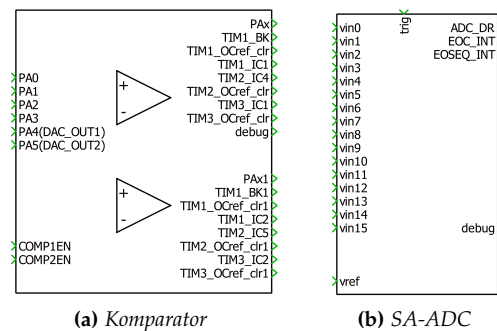 PAx
TIM1_BK
TIM1_OCref_clr
TIM1_IC1
TIM2_IC4
TIM2_OCref_clr
TIM3_IC1
TIM3_OCref_clr
debug
PA0
PA1
PA2
PA3
PA4(DAC_OUT1)
PA5(DAC_OUT2)
+
-
PAx1
TIM1_BK1
TIM1_OCref_clr1
TIM1_IC2
TIM2_IC5
TIM2_OCref_clr1
TIM3_IC2
TIM3_OCref_clr1
+
-
COMP1EN
COMP2EN
(a) Komparator
trig
vin0
vin1
vin2
vin3
vin4
vin5
vin6
vin7
vin8
vin9
vin10
vin11
vin12
vin13
vin14
vin15
vref
ADC_DR
EOC_INT
EOSEQ_INT
debug
(b) SA-ADC